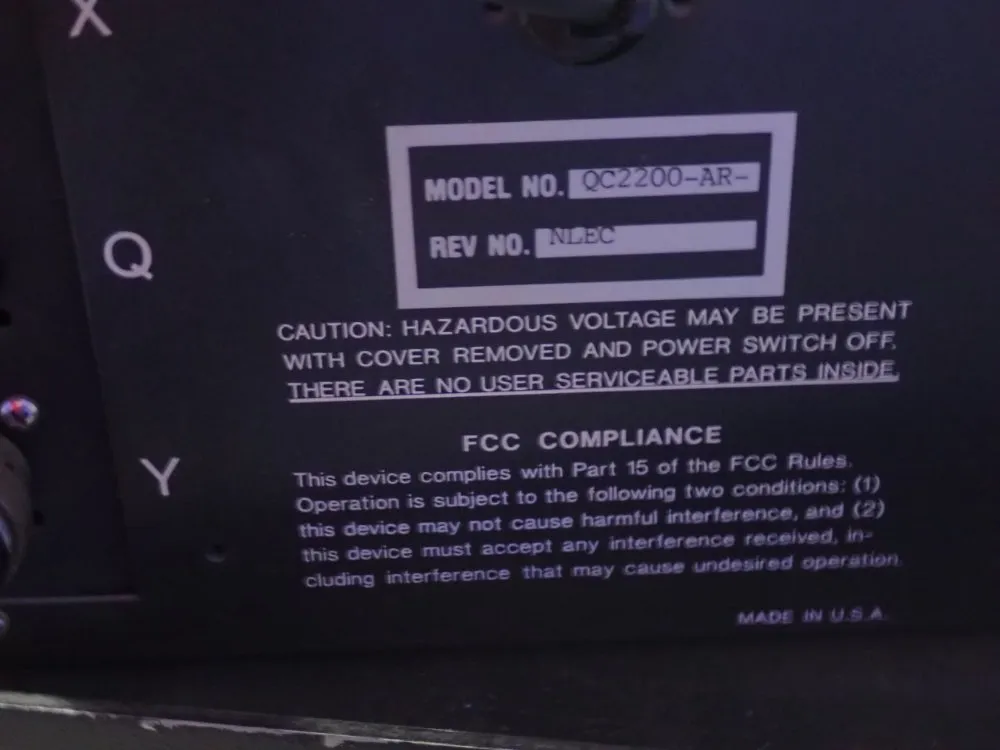 X
MODEL NO. QC2200-AR-
REV NO. NLEC
Q
CAUTION: HAZARDOUS VOLTAGE MAY BE PRESENT
WITH COVER REMOVED AND POWER SWITCH OFF.
THERE ARE NO USER SERVICEABLE PARTS INSIDE.
FCC COMPLIANCE
Y
This device complies with Part 15 of the FCC Rules.
Operation is subject to the following two conditions: (1)
this device may not cause harmful interference, and (2)
this device must accept any interference received, in-
cluding interference that may cause undesired operation.
MADE IN U.S.A.